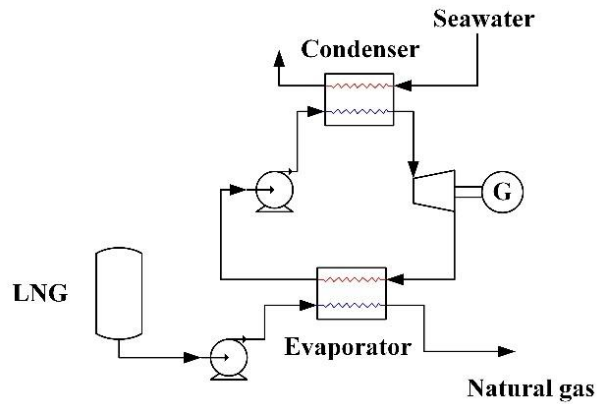 Seawater
Condenser
G
LNG
Evaporator
Natural gas